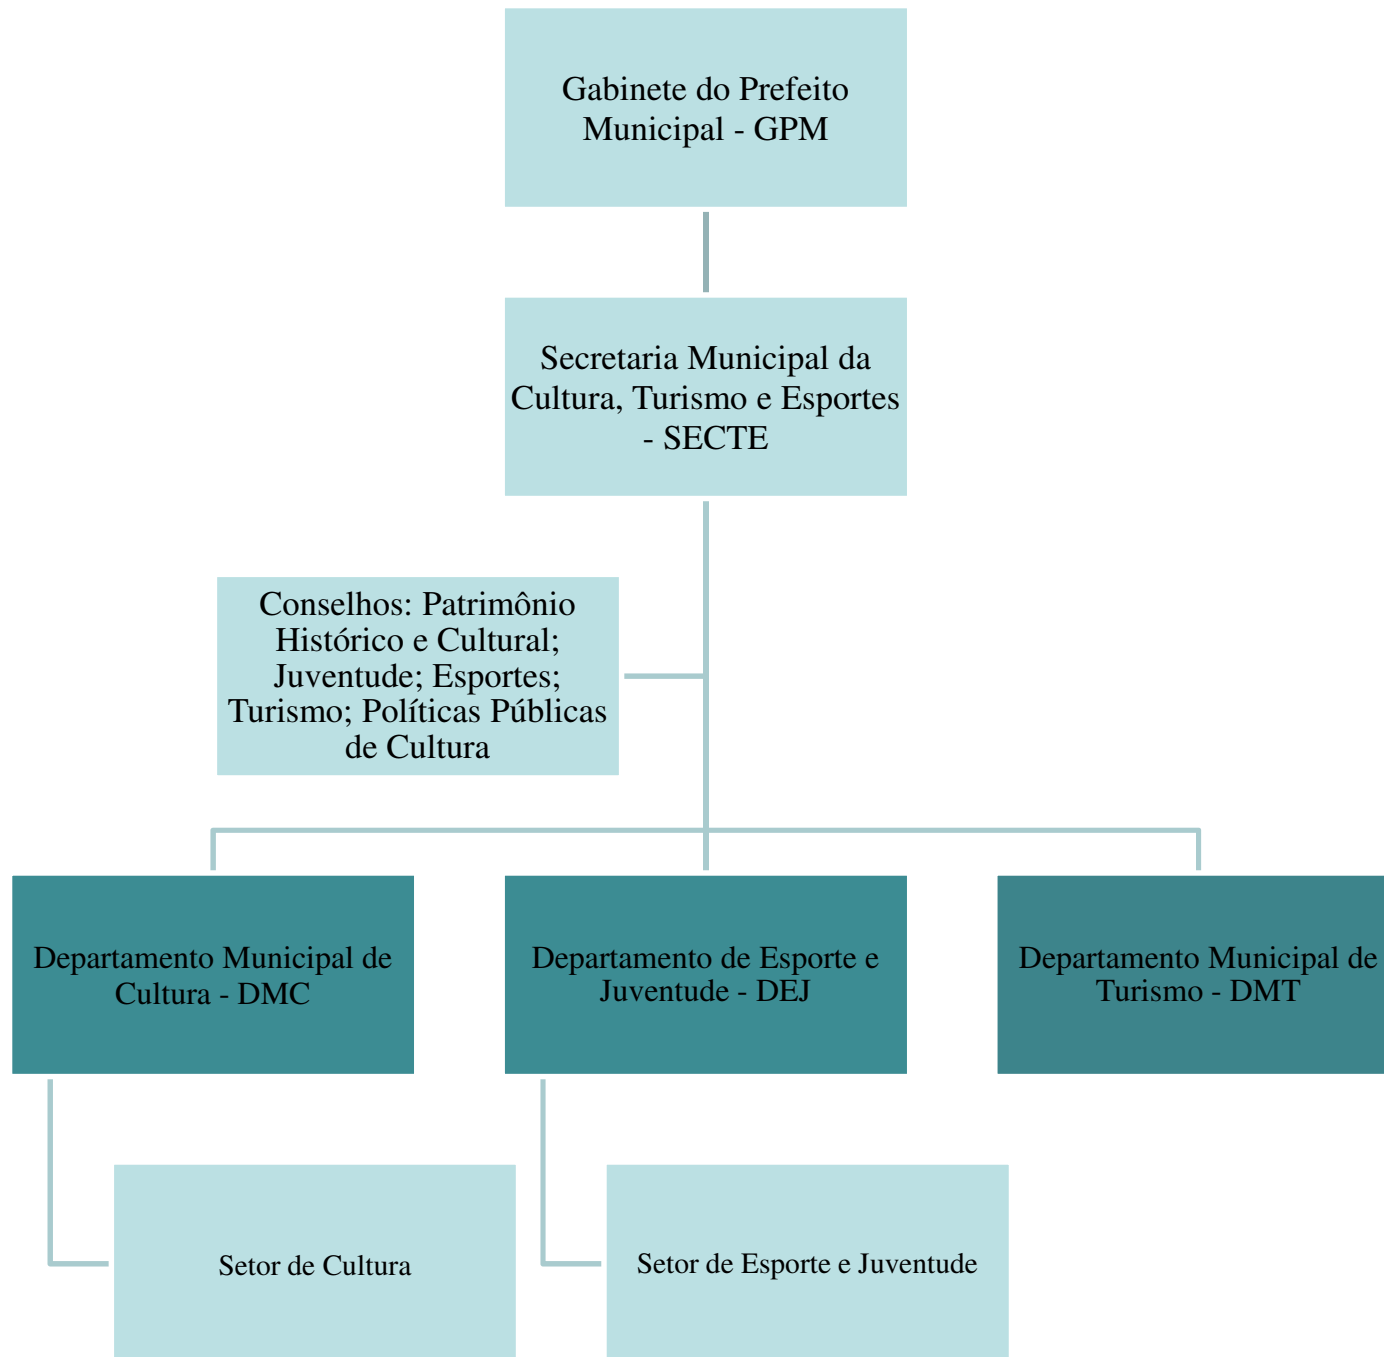 Gabinete do Prefeito
Municipal - GPM
Secretaria Municipal da
Cultura, Turismo e Esportes
- SECTE
Conselhos: Patrimônio
Histórico e Cultural;
Juventude; Esportes;
Turismo; Políticas Públicas
de Cultura
Departamento Municipal de
Cultura - DMC
Departamento de Esporte e
Juventude - DEJ
Departamento Municipal de
Turismo - DMT
Setor de Cultura
Setor de Esporte e Juventude